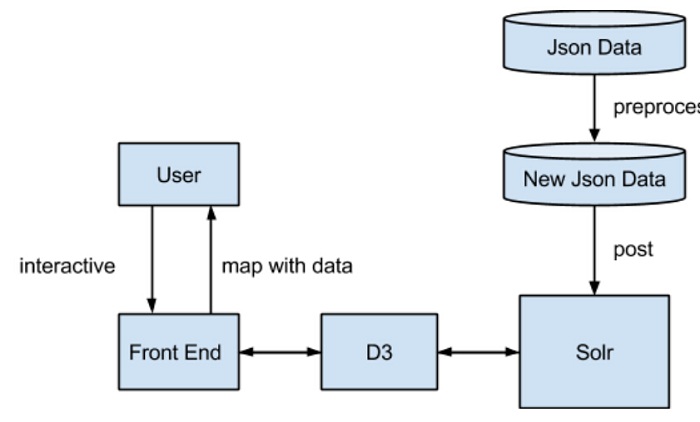 Json Data
preproces
New Json Data
User
post
interactive
map with data
Front End
D3
Solr